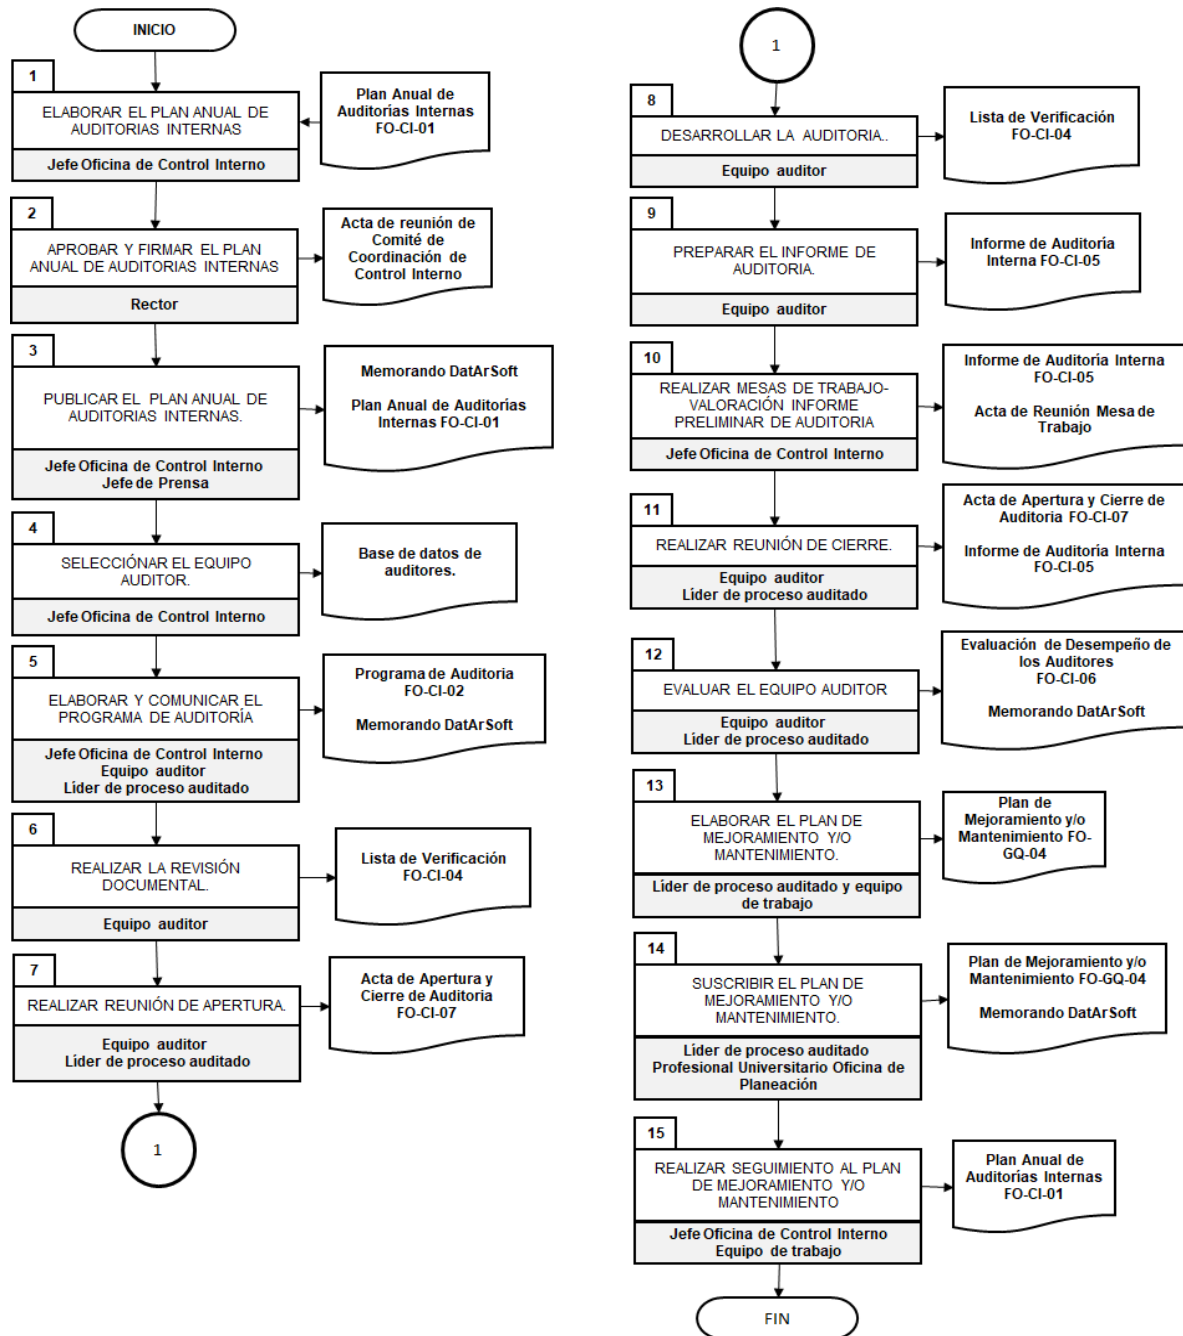 INICIO
1
ELABORAR EL PLAN ANUAL DE
AUDITORIAS INTERNAS
Jefe Oficina de Control Interno
Plan Anual de
Auditorías Internas
FO-CI-01
2
APROBAR Y FIRMAR EL PLAN
ANUAL DE AUDITORIAS INTERNAS
Rector
Acta de reunión de
Comité de
Coordinación de
Control Interno
3
PUBLICAR EL PLAN ANUAL DE
AUDITORIAS INTERNAS.
Jefe Oficina de Control Interno
Jefe de Prensa
Memorando DatArSoft
Plan Anual de Auditorías
Internas FO-CI-01
4
SELECCIÓNAR EL EQUIPO
AUDITOR.
Jefe Oficina de Control Interno
Base de datos de
auditores.
5
ELABORAR Y COMUNICAR EL
PROGRAMA DE AUDITORÍA
Jefe Oficina de Control Interno
Equipo auditor
Líder de proceso auditado
Programa de Auditoria
FO-CI-02
Memorando DatArSoft
6
REALIZAR LA REVISIÓN
DOCUMENTAL.
Equipo auditor
Lista de Verificación
FO-CI-04
7
REALIZAR REUNIÓN DE APERTURA.
Equipo auditor
Líder de proceso auditado
Acta de Apertura y
Cierre de Auditoria
FO-CI-07
1
1
8
DESARROLLAR LA AUDITORIA..
Equipo auditor
Lista de Verificación
FO-CI-04
9
PREPARAR EL INFORME DE
AUDITORIA.
Equipo auditor
Informe de Auditoría
Interna FO-CI-05
10
REALIZAR MESAS DE TRABAJO-
VALORACIÓN INFORME
PRELIMINAR DE AUDITORIA
Jefe Oficina de Control Interno
Informe de Auditoría Interna
FO-CI-05
Acta de Reunión Mesa de
Trabajo
11
REALIZAR REUNIÓN DE CIERRE.
Equipo auditor
Líder de proceso auditado
Acta de Apertura y Cierre de
Auditoria FO-CI-07
Informe de Auditoría Interna
FO-CI-05
12
EVALUAR EL EQUIPO AUDITOR
Equipo auditor
Líder de proceso auditado
Evaluación de Desempeño de
los Auditores
FO-CI-06
Memorando DatArSoft
13
ELABORAR EL PLAN DE
MEJORAMIENTO Y/O
MANTENIMIENTO.
Líder de proceso auditado y equipo
de trabajo
Plan de
Mejoramiento y/o
Mantenimiento FO-
GQ-04
14
SUSCRIBIR EL PLAN DE
MEJORAMIENTO Y/O
MANTENIMIENTO.
Líder de proceso auditado
Profesional Universitario Oficina de
Planeación
Plan de Mejoramiento y/o
Mantenimiento FO-GQ-04
Memorando DatArSoft
15
REALIZAR SEGUIMIENTO AL PLAN
DE MEJORAMIENTO Y/O
MANTENIMIENTO
Jefe Oficina de Control Interno
Equipo de trabajo
Plan Anual de
Auditorías Internas
FO-CI-01
FIN